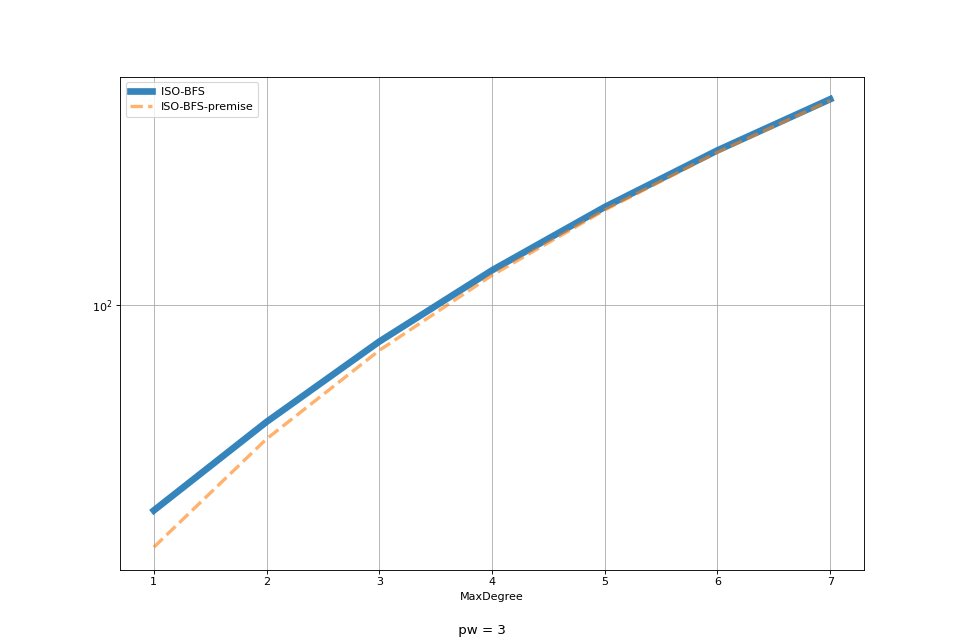 ISO-BFS
ISO-BFS-premise
10²
1 2 3 4 5 6 7
MaxDegree
pw = 3